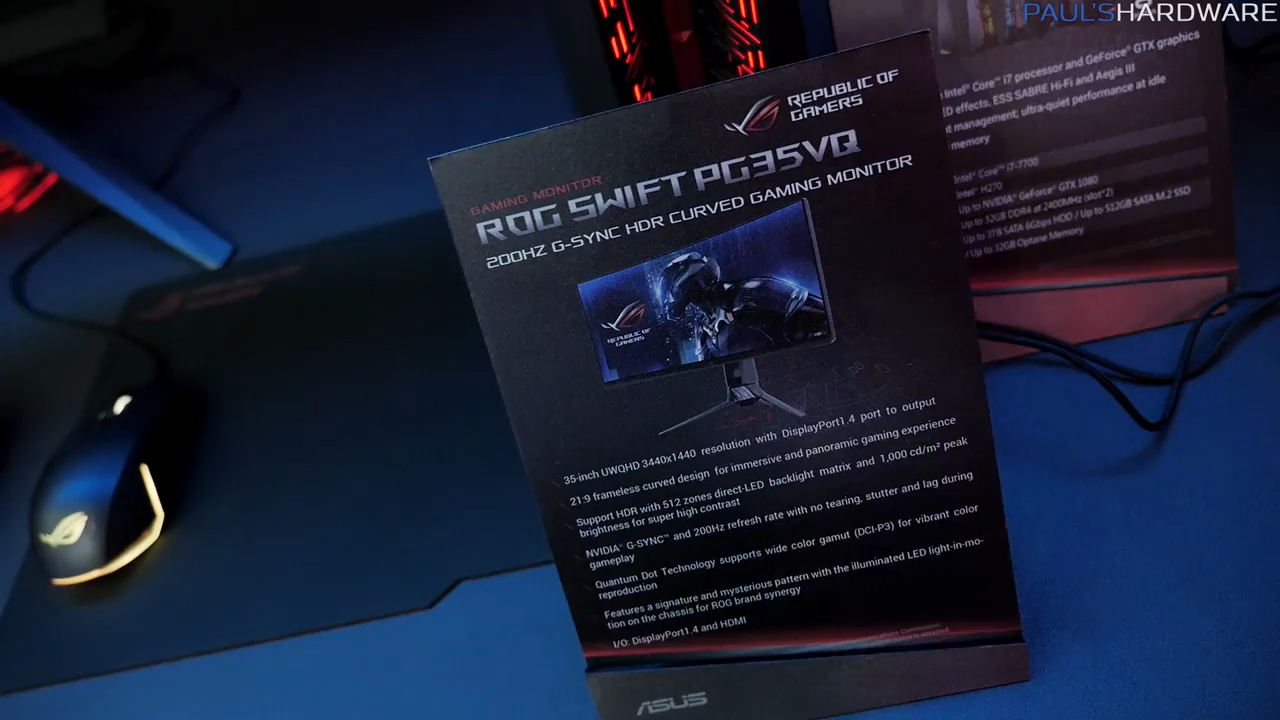 PAUL'SHARDWARE
REPUBLIC OF
GAMERS
GAMING MONITOR
ROG SWIFT PG35VQ
200HZ G-SYNC HDR CURVED GAMING MONITOR
REPUBLIC OF
GAMERS
35-inch UWQHD 3440x1440 resolution with DisplayPort1.4 port to output
21:9 frameless curved design for immersive and panoramic gaming experience
Support HDR with 512 zones direct-LED backlight matrix and 1,000 cd/m² peak
brightness for super high contrast
NVIDIA® G-SYNC™ and 200Hz refresh rate with no tearing, stutter and lag during
gameplay
Quantum Dot Technology supports wide color gamut (DCI-P3) for vibrant color
reproduction
Features a signature and mysterious pattern with the illuminated LED light-in-mo-
tion on the chassis for ROG brand synergy
I/O: DisplayPort1.4 and HDMI
ASUS
Intel® Core™ i7 processor and GeForce® GTX graphics
effects, ESS SABRE Hi-Fi and Aegis III
management; ultra-quiet performance at idle
memory
Intel® Core™ i7-7700
Intel® H270
Up to NVIDIA® GeForce® GTX 1080
Up to 32GB DDR4 at 2400MHz (slot*2)
Up to 3TB SATA 6Gbps HDD / Up to 512GB SATA M.2 SSD
Up to 32GB Optane Memory